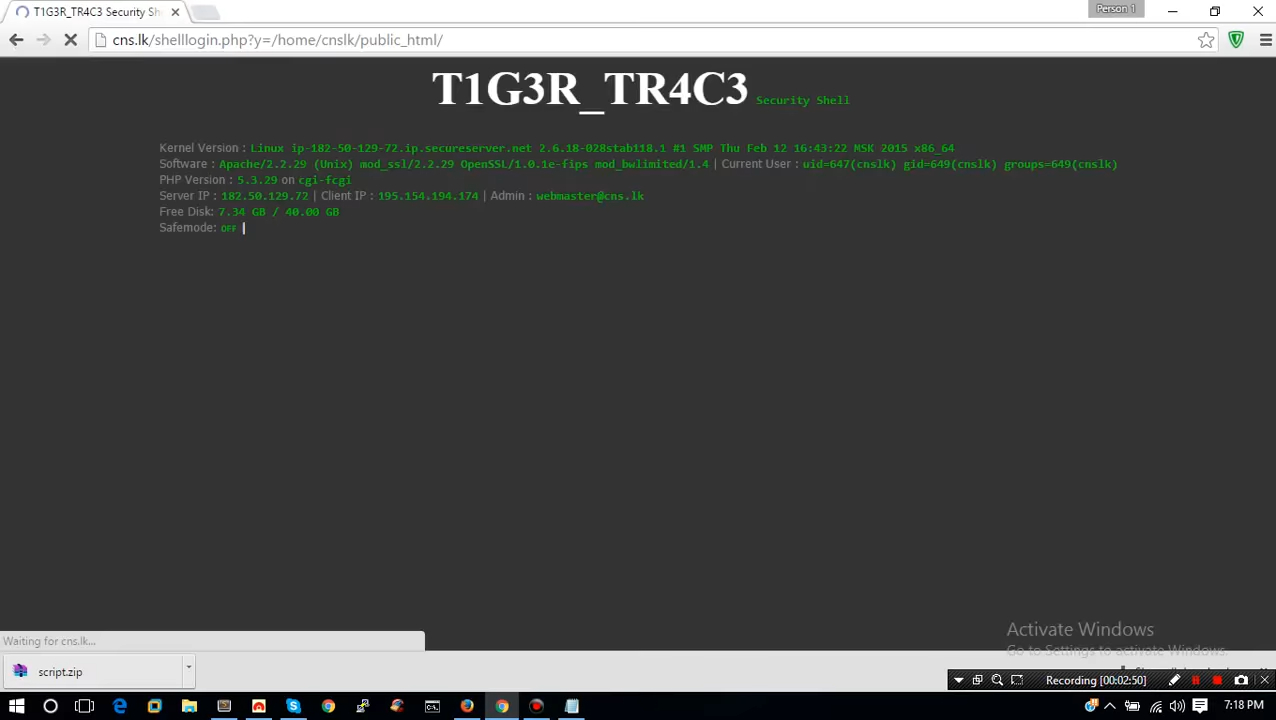 T1G3R_TR4C3 Security Sh
Person 1
cns.lk/shelllogin.php?y=/home/cnslk/public_html/
T1G3R_TR4C3 Security Shell
Kernel Version : Linux ip-182-50-129-72.ip.secureserver.net 2.6.18-028stab118.1 #1 SMP Thu Feb 12 16:43:22 MSK 2015 x86_64
Software : Apache/2.2.29 (Unix) mod_ssl/2.2.29 OpenSSL/1.0.1e-fips mod_bwlimited/1.4 | Current User : uid=647(cnslk) gid=649(cnslk) groups=649(cnslk)
PHP Version : 5.3.29 on cgi-fcgi
Server IP : 182.50.129.72 | Client IP : 195.154.194.174 | Admin : webmaster@cns.lk
Free Disk: 7.34 GB / 40.00 GB
Safemode: OFF
Waiting for cns.lk...
Activate Windows
Go to Settings to activate Windows.
script.zip
Recording [00:02:50]
7:18 PM